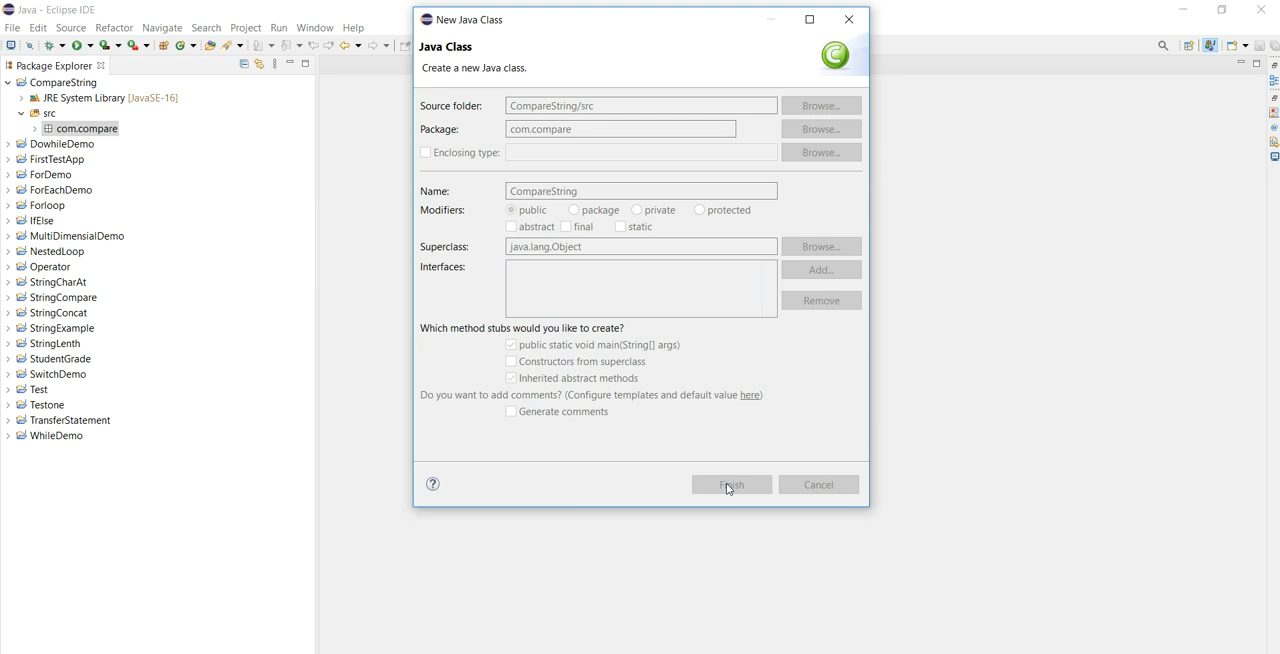 Java - Eclipse IDE
File Edit Source Refactor Navigate Search Project Run Window Help
Package Explorer
CompareString
JRE System Library [JavaSE-16]
src
com.compare
DowhileDemo
FirstTestApp
ForDemo
ForEachDemo
Forloop
IfElse
MultiDimensialDemo
NestedLoop
Operator
StringCharAt
StringCompare
StringConcat
StringExample
StringLenth
StudentGrade
SwitchDemo
Test
Testone
TransferStatement
WhileDemo
New Java Class
Java Class
Create a new Java class.
Source folder: CompareString/src Browse...
Package: com.compare Browse...
Enclosing type: Browse...
Name: CompareString
Modifiers: public package private protected
abstract final static
Superclass: java.lang.Object Browse...
Interfaces: Add...
Remove
Which method stubs would you like to create?
public static void main(String[] args)
Constructors from superclass
Inherited abstract methods
Do you want to add comments? (Configure templates and default value here)
Generate comments
Finish Cancel